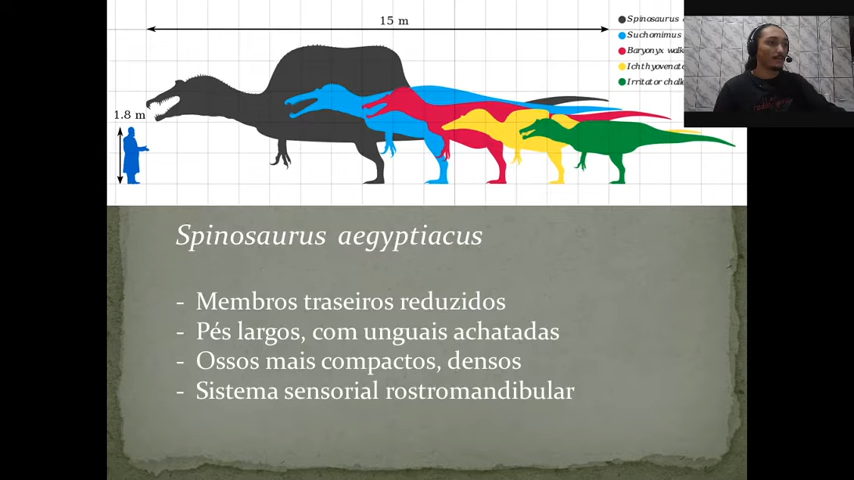 15 m
Spinosaurus
Suchomimus
Baryonyx
Ichthyovenat
Irritator
1.8 m
Spinosaurus aegyptiacus
- Membros traseiros reduzidos
- Pés largos, com unguais achatadas
- Ossos mais compactos, densos
- Sistema sensorial rostromandibular